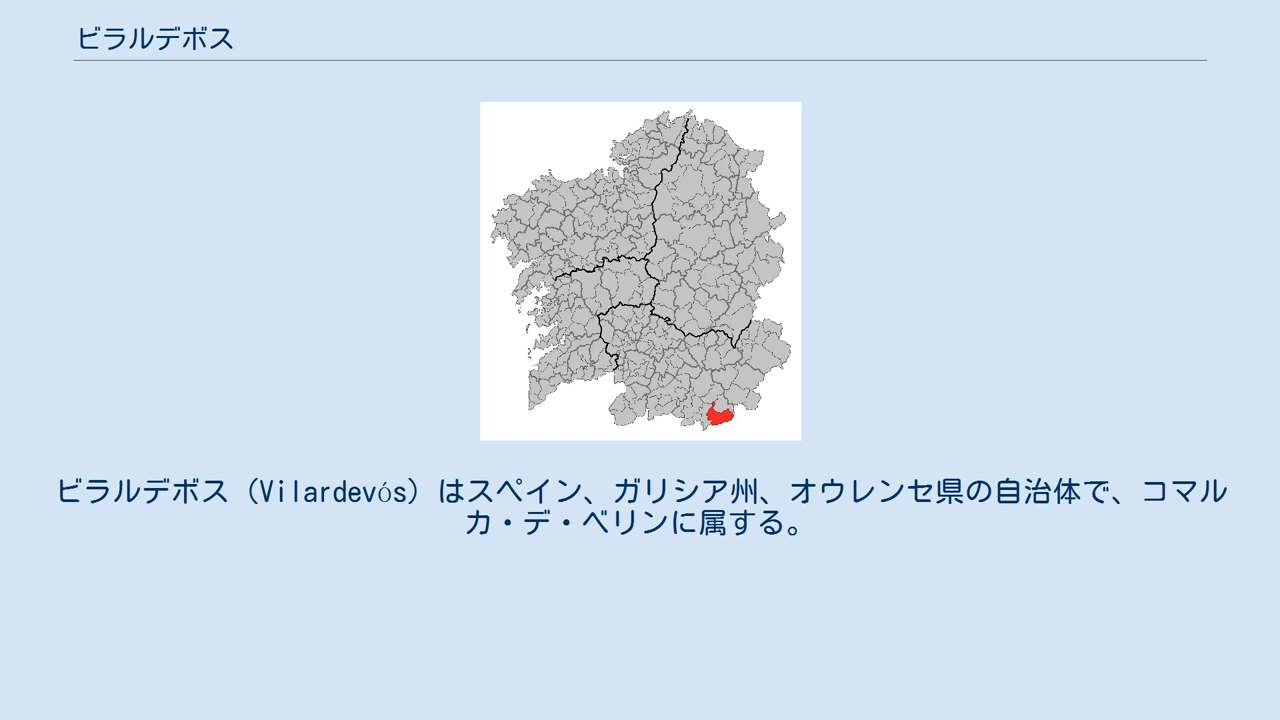 ビラルデボス
ビラルデボス（Vilardevós）はスペイン、ガリシア州、オウレンセ県の自治体で、コマル
カ・デ・ベリンに属する。